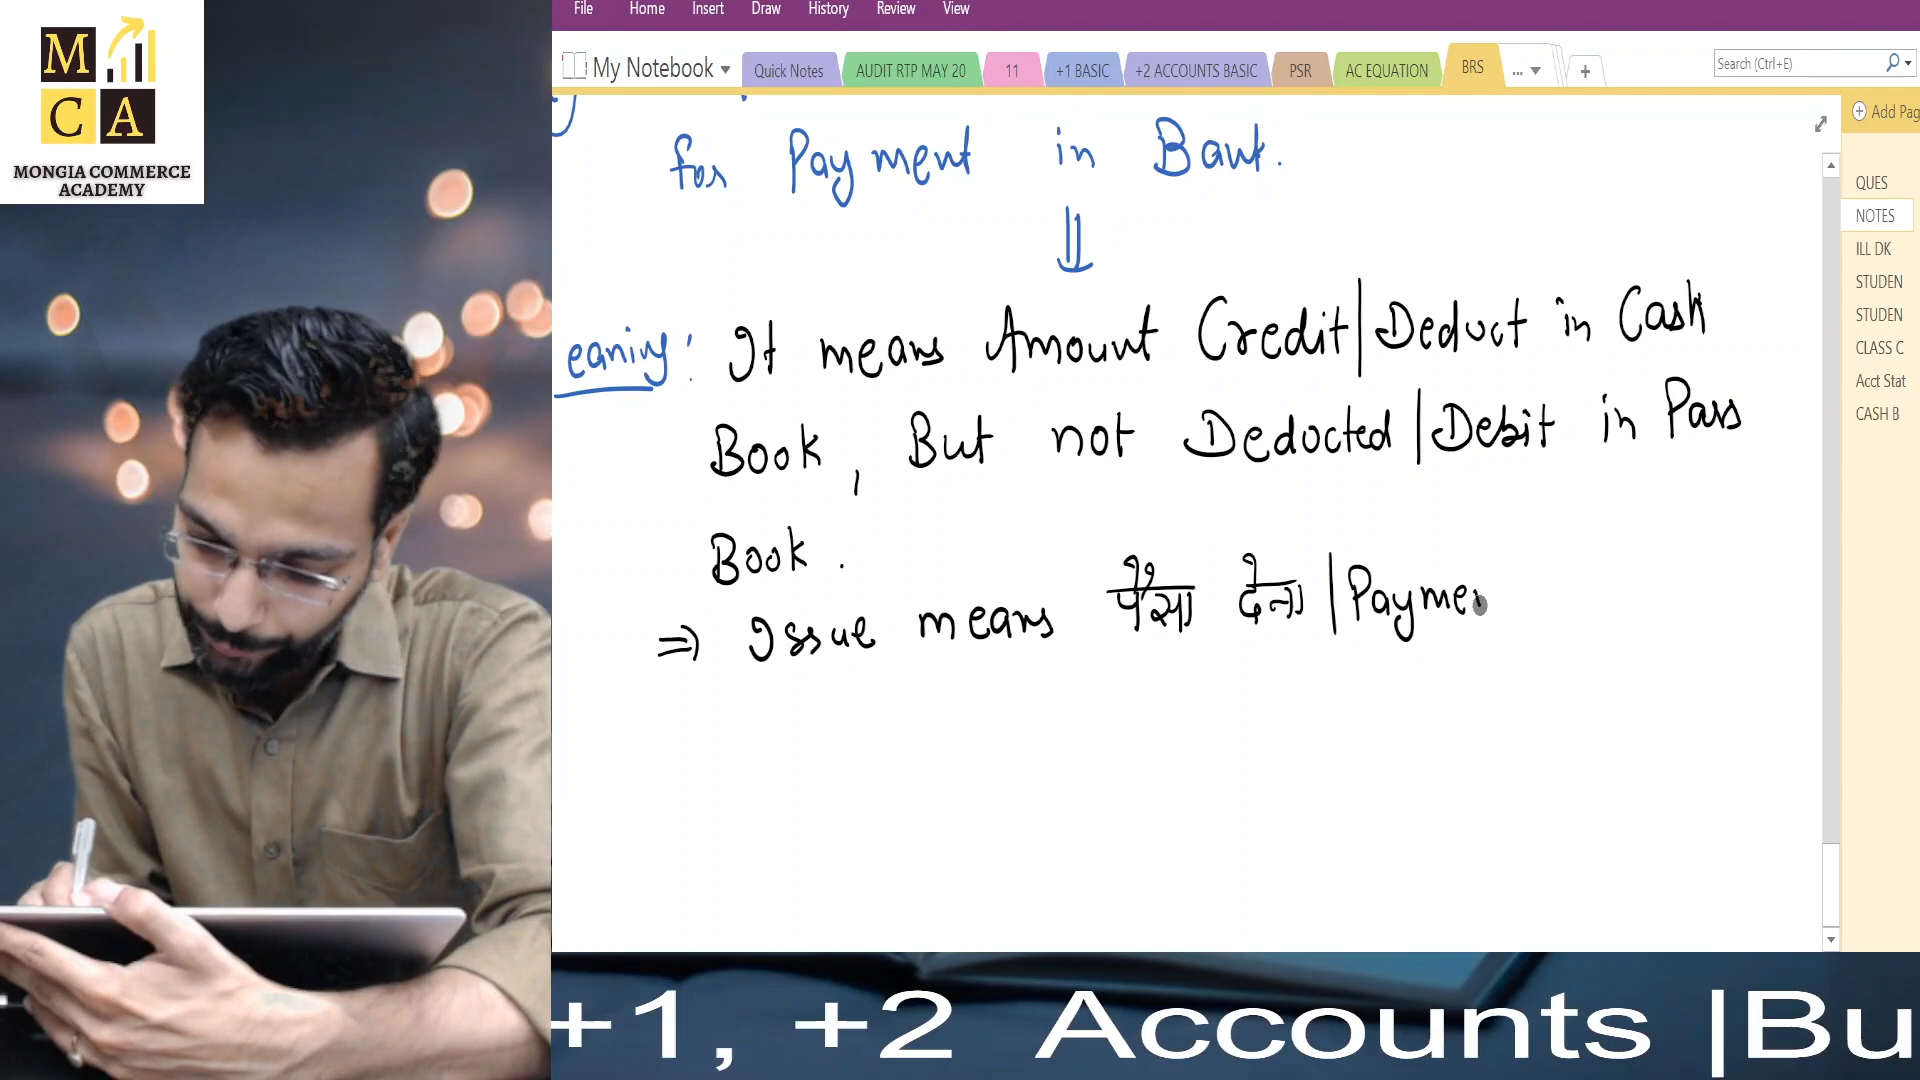 M
C A
MONGIA COMMERCE
ACADEMY
File Home Insert Draw History Review View
My Notebook Quick Notes AUDIT RTP MAY 20 11 +1 BASIC +2 ACCOUNTS BASIC PSR AC EQUATION BRS ... +
Search (Ctrl+E)
Add Pag
QUES
NOTES
ILL DK
STUDEN
STUDEN
CLASS C
Acct Stat
CASH B
for Payment in Bank.
eaning: It means Amount Credit|Deduct in Cash
Book, But not Deducted|Debit in Pass
Book.
⇒ Issue means पैसा देना |Payme
+1, +2 Accounts |Bu